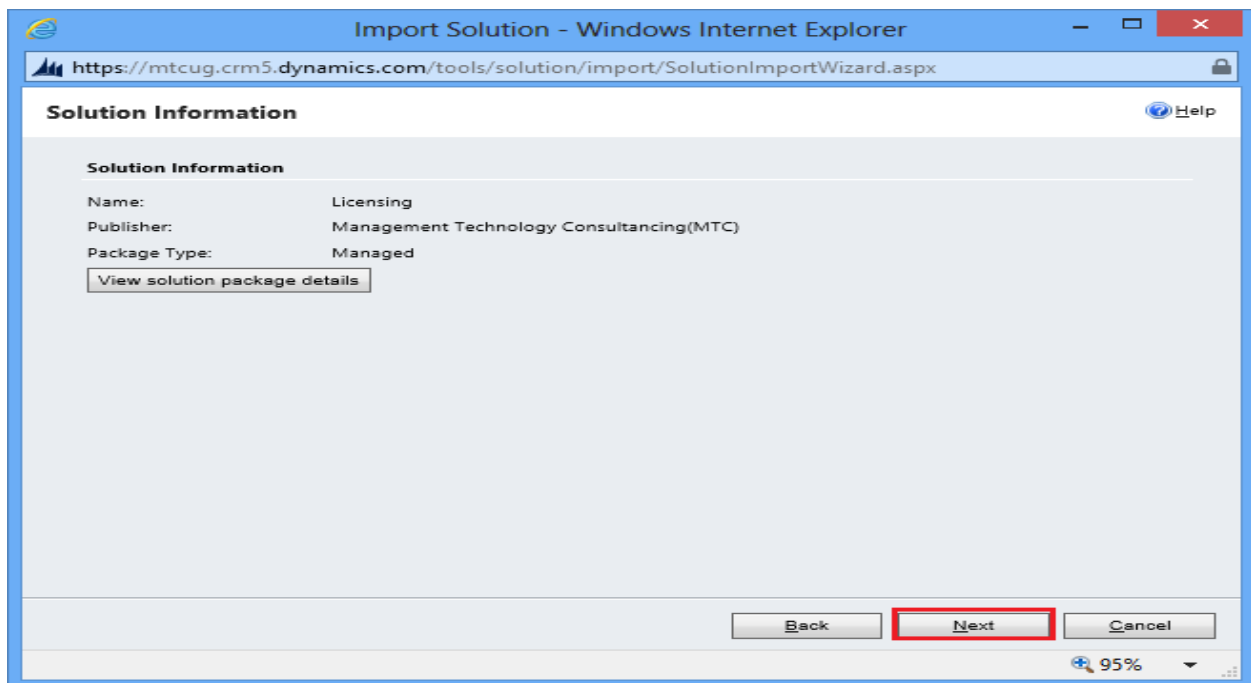 Import Solution - Windows Internet Explorer
https://mtcug.crm5.dynamics.com/tools/solution/import/SolutionImportWizard.aspx
Solution Information
Help
Solution Information
Name: Licensing
Publisher: Management Technology Consultancing(MTC)
Package Type: Managed
View solution package details
Back Next Cancel
95%